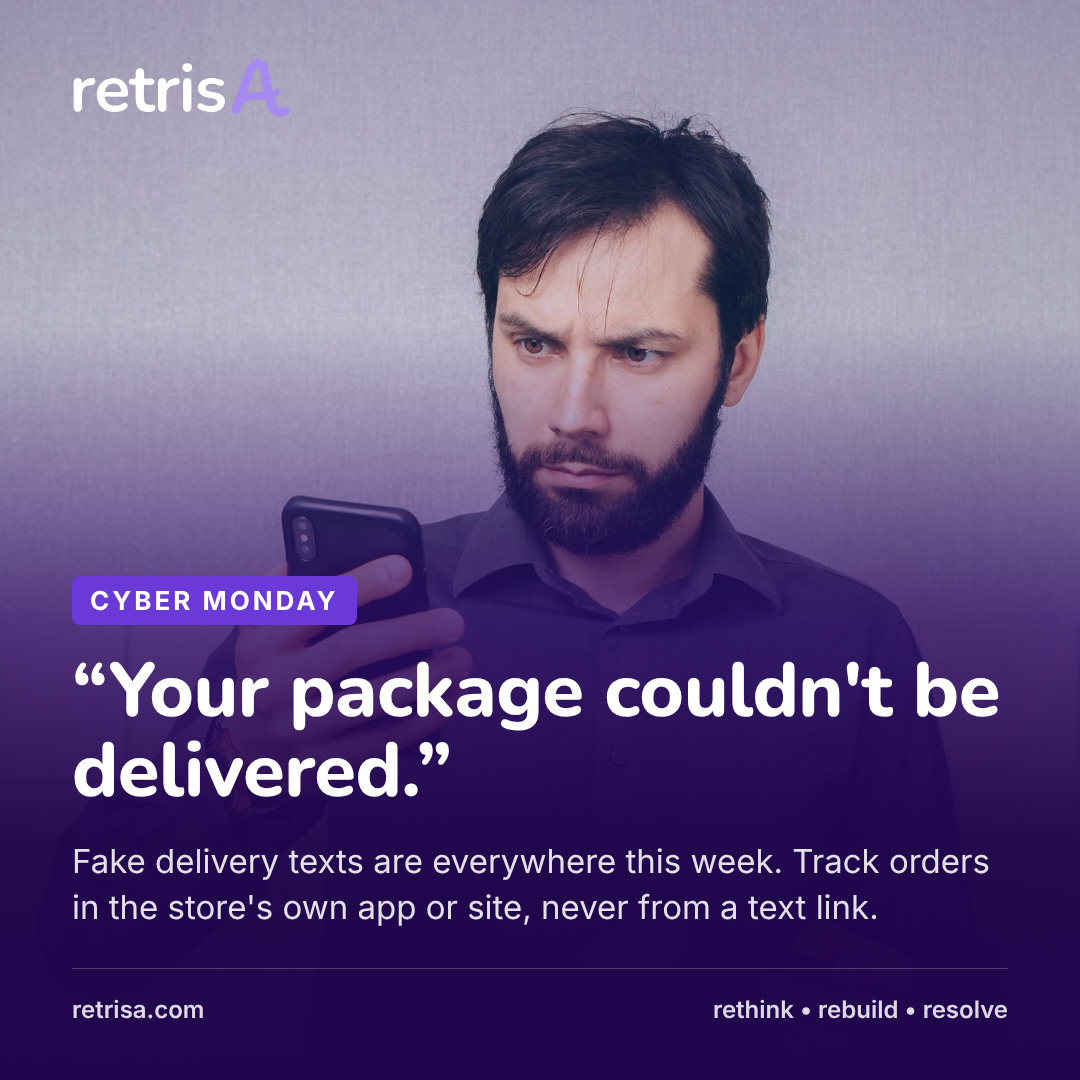 retrisA
CYBER MONDAY
“Your package couldn't be
delivered.”
Fake delivery texts are everywhere this week. Track orders
in the store's own app or site, never from a text link.
retrisa.com
rethink • rebuild • resolve